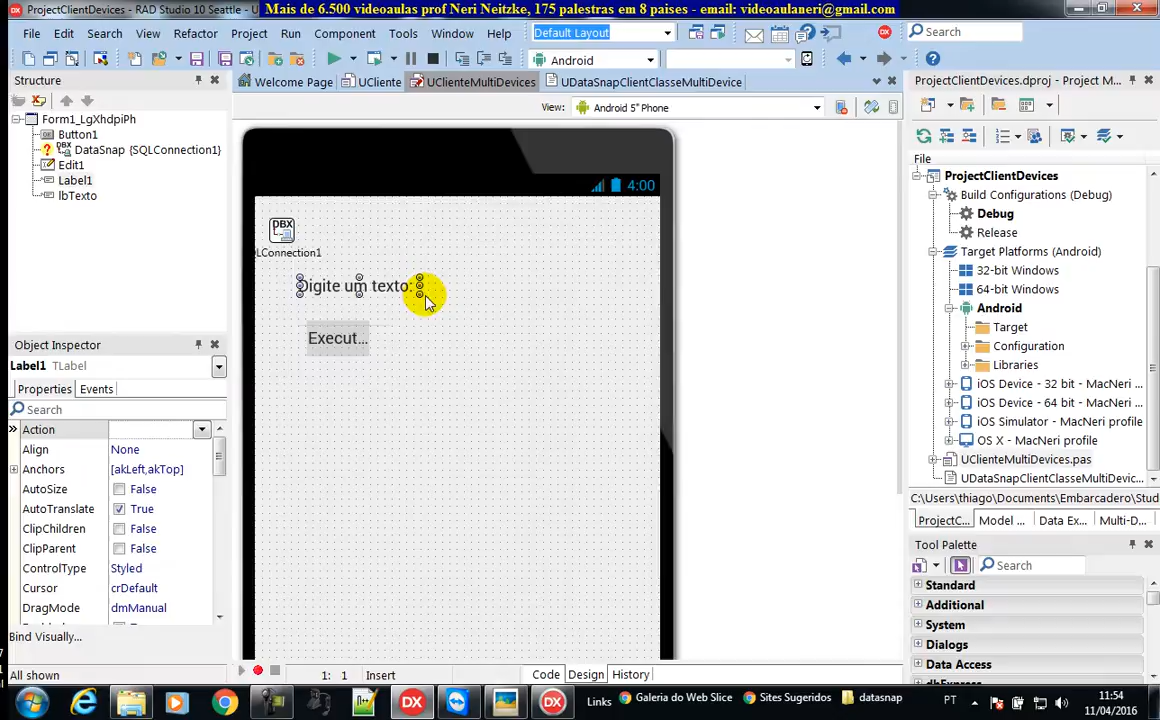 ProjectClientDevices - RAD Studio 10 Seattle -
Mais de 6.500 videoaulas prof Neri Neitzke, 175 palestras em 8 paises - email: videoaulaneri@gmail.com
File Edit Search View Refactor Project Run Component Tools Window Help
Default Layout
Search
Android
Structure
Welcome Page
UCliente
UClienteMultiDevices
UDataSnapClientClasseMultiDevice
ProjectClientDevices.dproj - Project M...
View:
Android 5" Phone
Form1_LgXhdpiPh
Button1
DataSnap {SQLConnection1}
Edit1
Label1
lbTexto
4:00
DBX
LConnection1
Digite um texto:
Execut...
File
ProjectClientDevices
Build Configurations (Debug)
Debug
Release
Target Platforms (Android)
32-bit Windows
64-bit Windows
Android
Target
Configuration
Libraries
iOS Device - 32 bit - MacNeri ...
iOS Device - 64 bit - MacNeri ...
iOS Simulator - MacNeri profile
OS X - MacNeri profile
UClienteMultiDevices.pas
UDataSnapClientClasseMultiDevic...
C:\Users\thiago\Documents\Embarcadero\Stud
ProjectC...
Model ...
Data Ex...
Multi-D...
Object Inspector
Label1 TLabel
Properties Events
Search
Action
Align None
Anchors [akLeft,akTop]
AutoSize False
AutoTranslate True
ClipChildren False
ClipParent False
ControlType Styled
Cursor crDefault
DragMode dmManual
Bind Visually...
All shown
1: 1
Insert
Code
Design
History
Tool Palette
Search
Standard
Additional
System
Dialogs
Data Access
Links
Galeria do Web Slice
Sites Sugeridos
datasnap
PT
11:54
11/04/2016